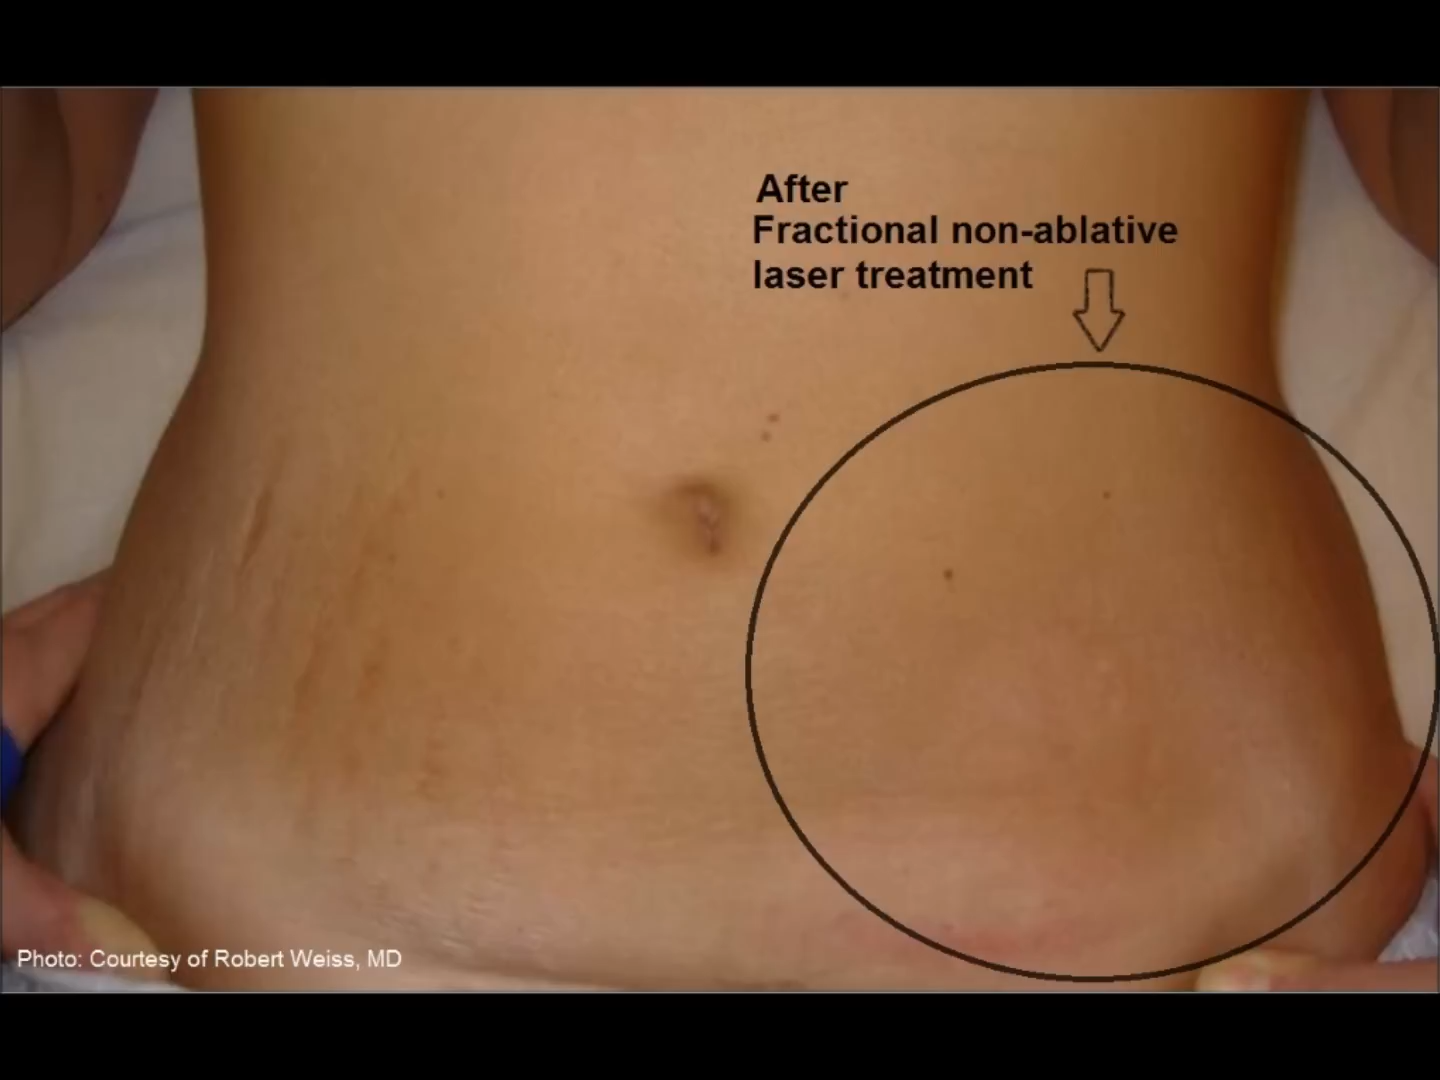 After
Fractional non-ablative
laser treatment
Photo: Courtesy of Robert Weiss, MD